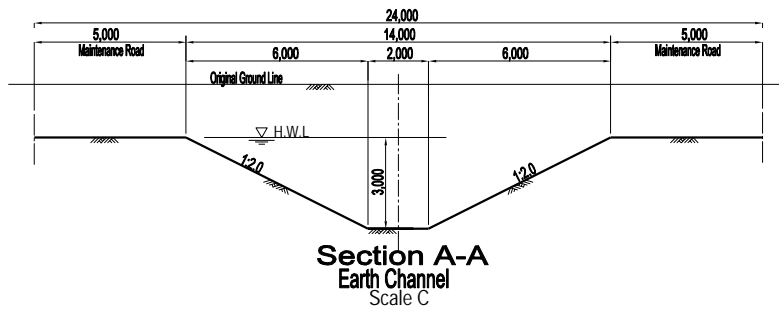 24,000
5,000 14,000 5,000
Maintenance Road Maintenance Road
6,000 2,000 6,000
Original Ground Line
H.W.L
1:2.0 3,000 1:2.0
Section A-A
Earth Channel
Scale C